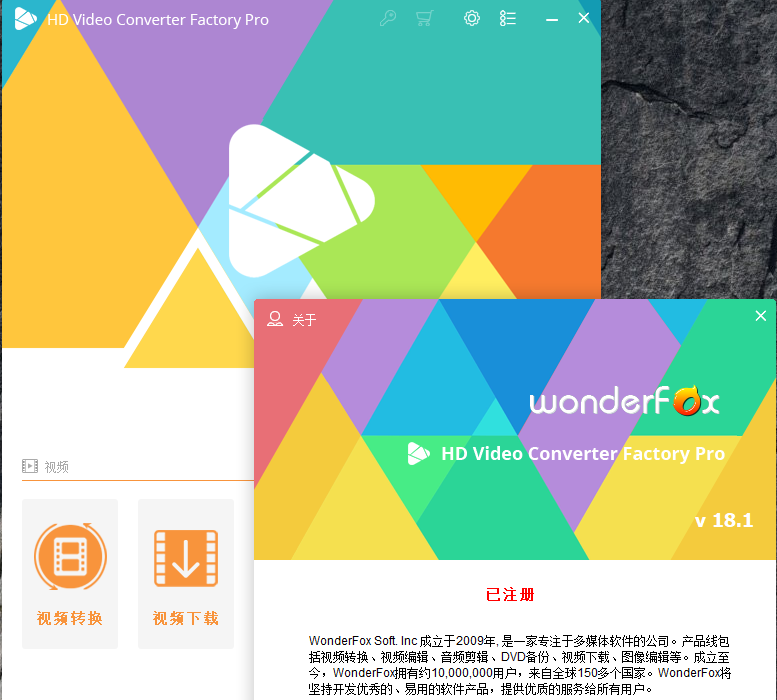 HD Video Converter Factory Pro
关于
wonderFox
HD Video Converter Factory Pro
v 18.1
视频
视频转换
视频下载
已注册
WonderFox Soft. Inc 成立于2009年, 是一家专注于多媒体软件的公司。产品线包
括视频转换、视频编辑、音频剪辑、DVD备份、视频下载、图像编辑等。成立至
今，WonderFox拥有约10,000,000用户，来自全球150多个国家。WonderFox将
坚持开发优秀的、易用的软件产品，提供优质的服务给所有用户。